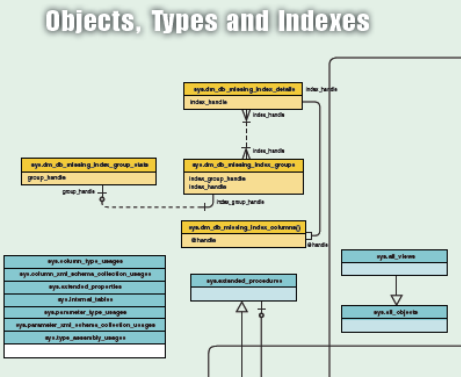 Objects, Types and Indexes
sys.dm_db_missing_index_details
index_handle
index_handle
index_handle
index_handle
sys.dm_db_missing_index_group_stats
group_handle
sys.dm_db_missing_index_groups
index_group_handle
index_handle
group_handle
index_group_handle
sys.dm_db_missing_index_columns()
@handle
@handle
sys.column_type_usages
sys.column_xml_schema_collection_usages
sys.extended_properties
sys.internal_tables
sys.parameter_type_usages
sys.parameter_xml_schema_collection_usages
sys.type_assembly_usages
sys.extended_procedures
sys.all_views
sys.all_objects